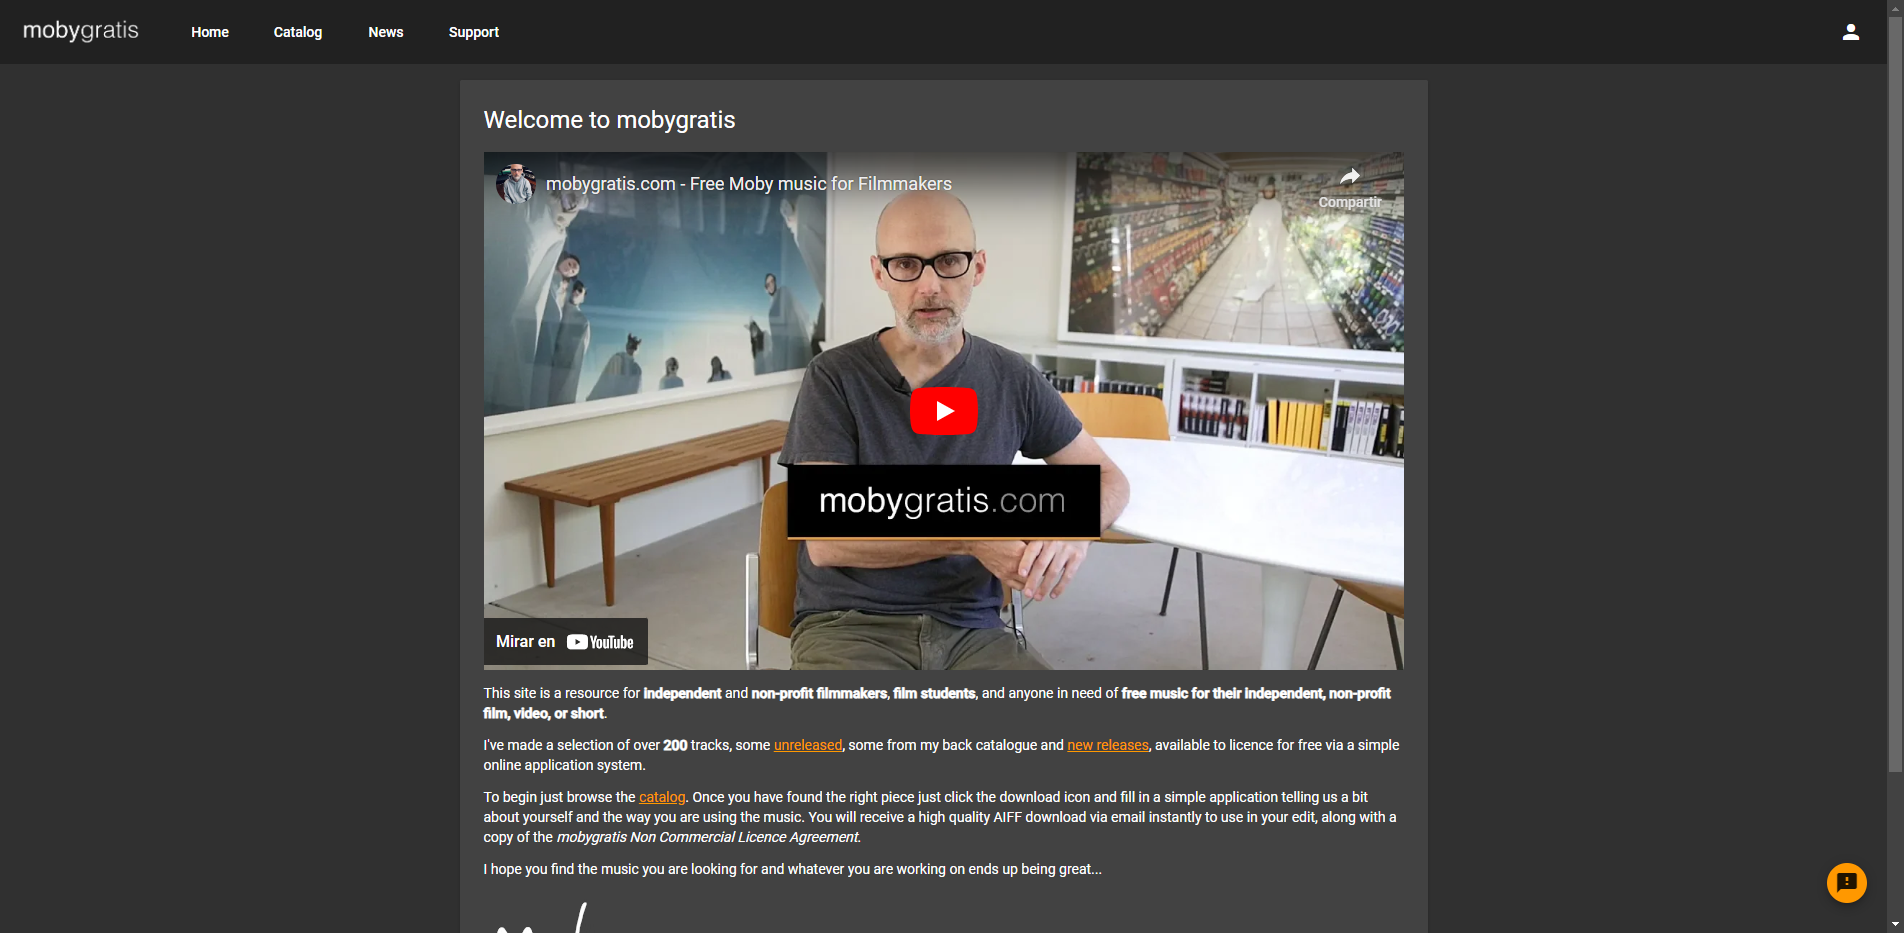 mobygratis
Home
Catalog
News
Support
Welcome to mobygratis
mobygratis.com - Free Moby music for Filmmakers
Compartir
mobygratis.com
Mirar en YouTube
This site is a resource for independent and non-profit filmmakers, film students, and anyone in need of free music for their independent, non-profit
film, video, or short.
I've made a selection of over 200 tracks, some unreleased, some from my back catalogue and new releases, available to licence for free via a simple
online application system.
To begin just browse the catalog. Once you have found the right piece just click the download icon and fill in a simple application telling us a bit
about yourself and the way you are using the music. You will receive a high quality AIFF download via email instantly to use in your edit, along with a
copy of the mobygratis Non Commercial Licence Agreement.
I hope you find the music you are looking for and whatever you are working on ends up being great...